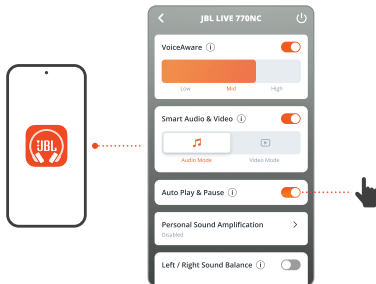 JBL LIVE 770NC
VoiceAware
Low Mid High
Smart Audio & Video
Audio Mode Video Mode
Auto Play & Pause
Personal Sound Amplification
Disabled
Left / Right Sound Balance
JBL